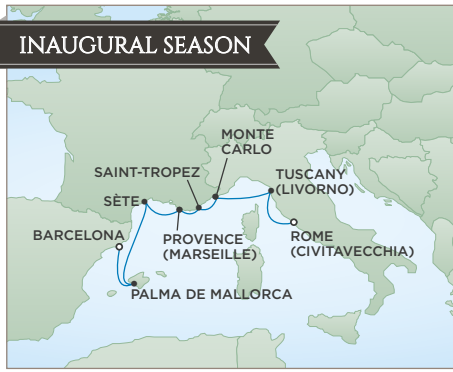 INAUGURAL SEASON
MONTE
CARLO
SAINT-TROPEZ
TUSCANY
(LIVORNO)
SÈTE
BARCELONA
PROVENCE
(MARSEILLE)
ROME
(CIVITAVECCHIA)
PALMA DE MALLORCA